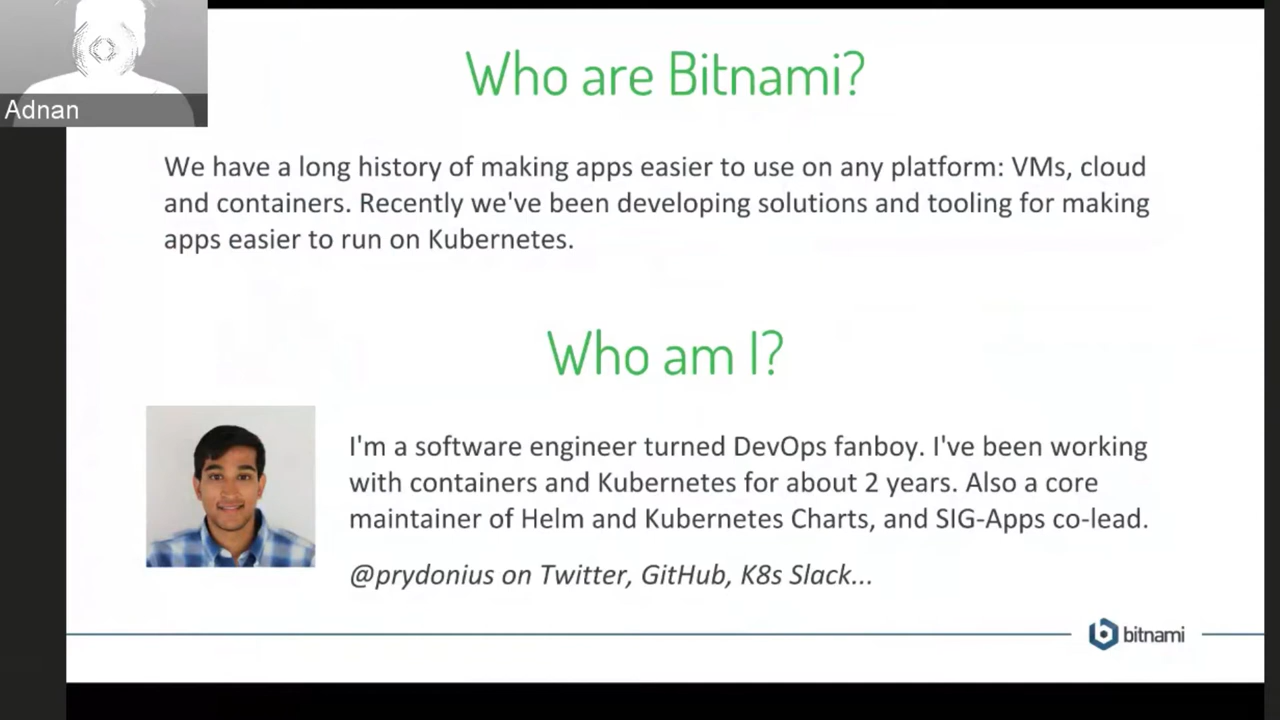 Adnan
Who are Bitnami?
We have a long history of making apps easier to use on any platform: VMs, cloud
and containers. Recently we've been developing solutions and tooling for making
apps easier to run on Kubernetes.
Who am I?
I'm a software engineer turned DevOps fanboy. I've been working
with containers and Kubernetes for about 2 years. Also a core
maintainer of Helm and Kubernetes Charts, and SIG-Apps co-lead.
@prydonius on Twitter, GitHub, K8s Slack...
bitnami